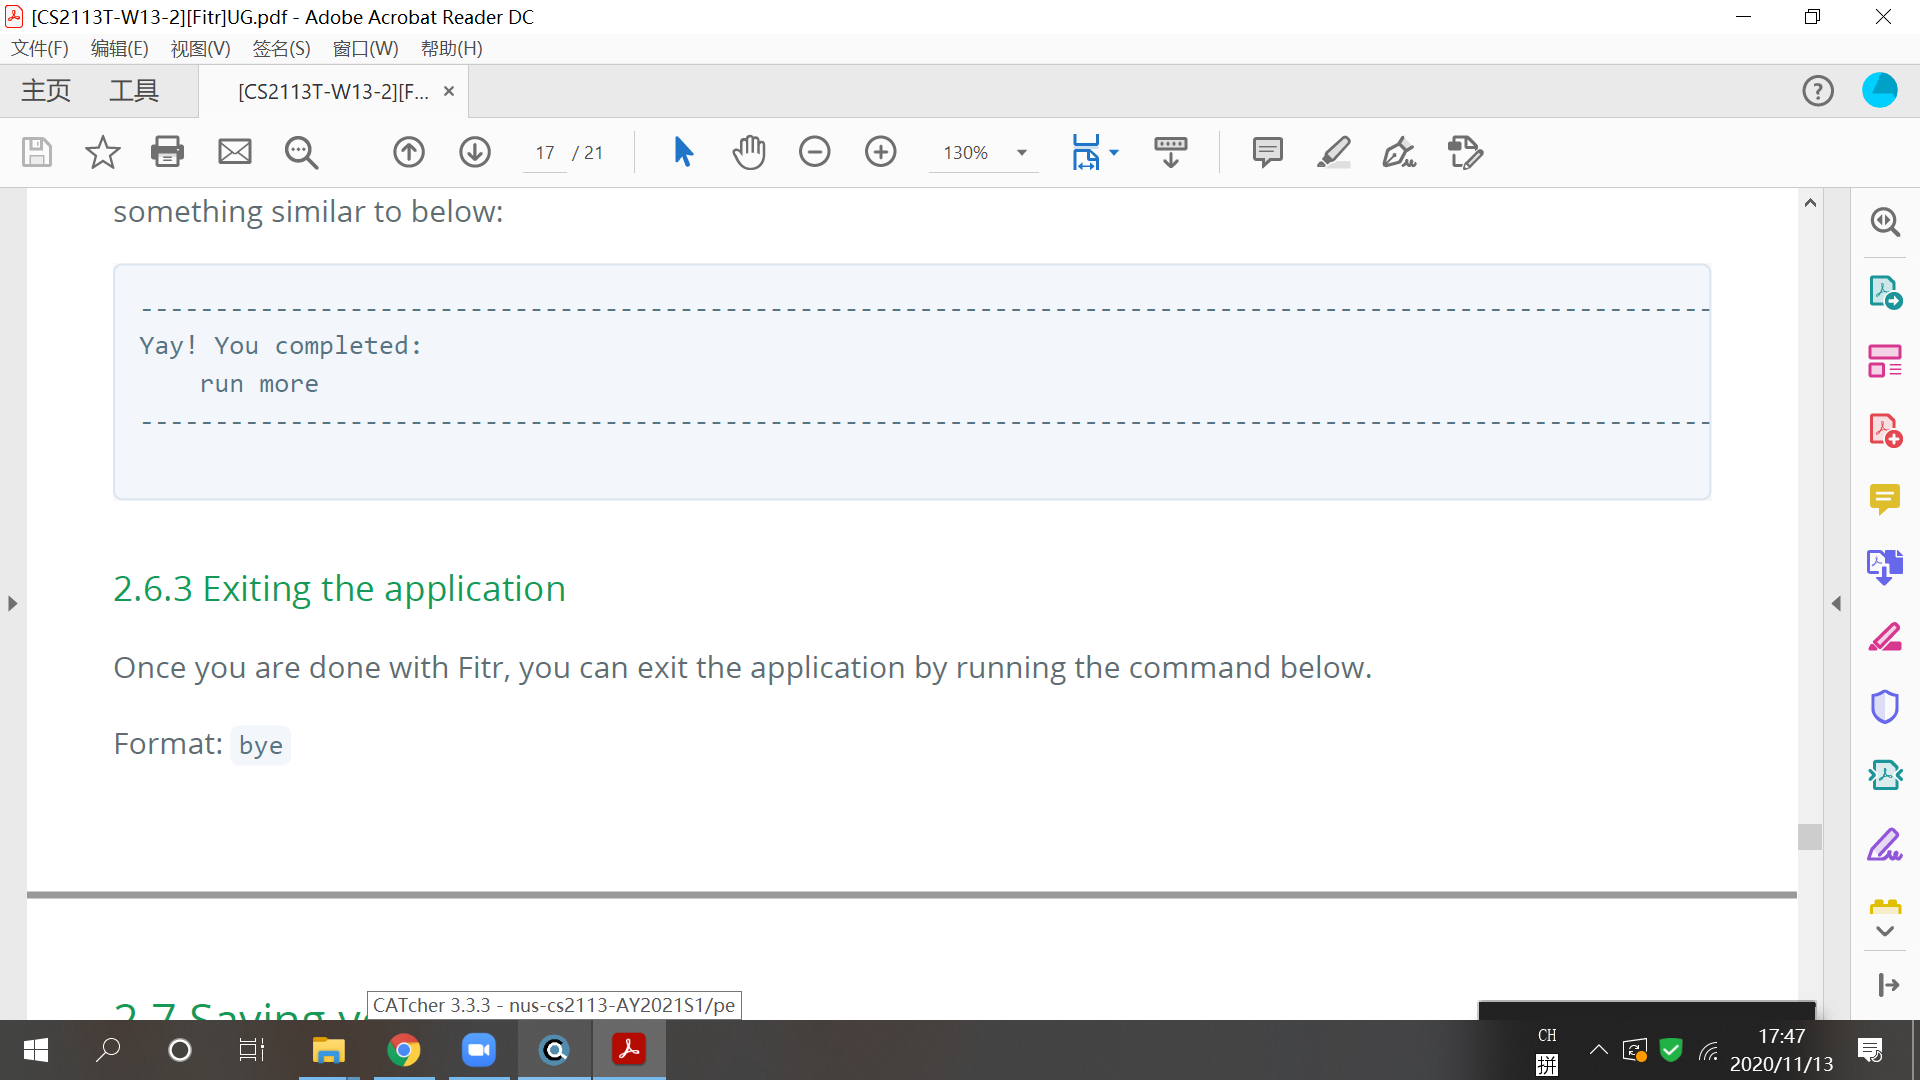 [CS2113T-W13-2][Fitr]UG.pdf - Adobe Acrobat Reader DC
文件(F) 编辑(E) 视图(V) 签名(S) 窗口(W) 帮助(H)
主页 工具 [CS2113T-W13-2][F... ×
17 / 21 130%
something similar to below:
Yay! You completed:
run more
2.6.3 Exiting the application
Once you are done with Fitr, you can exit the application by running the command below.
Format: bye
2.7 Saving
CATcher 3.3.3 - nus-cs2113-AY2021S1/pe
CH
拼
17:47
2020/11/13